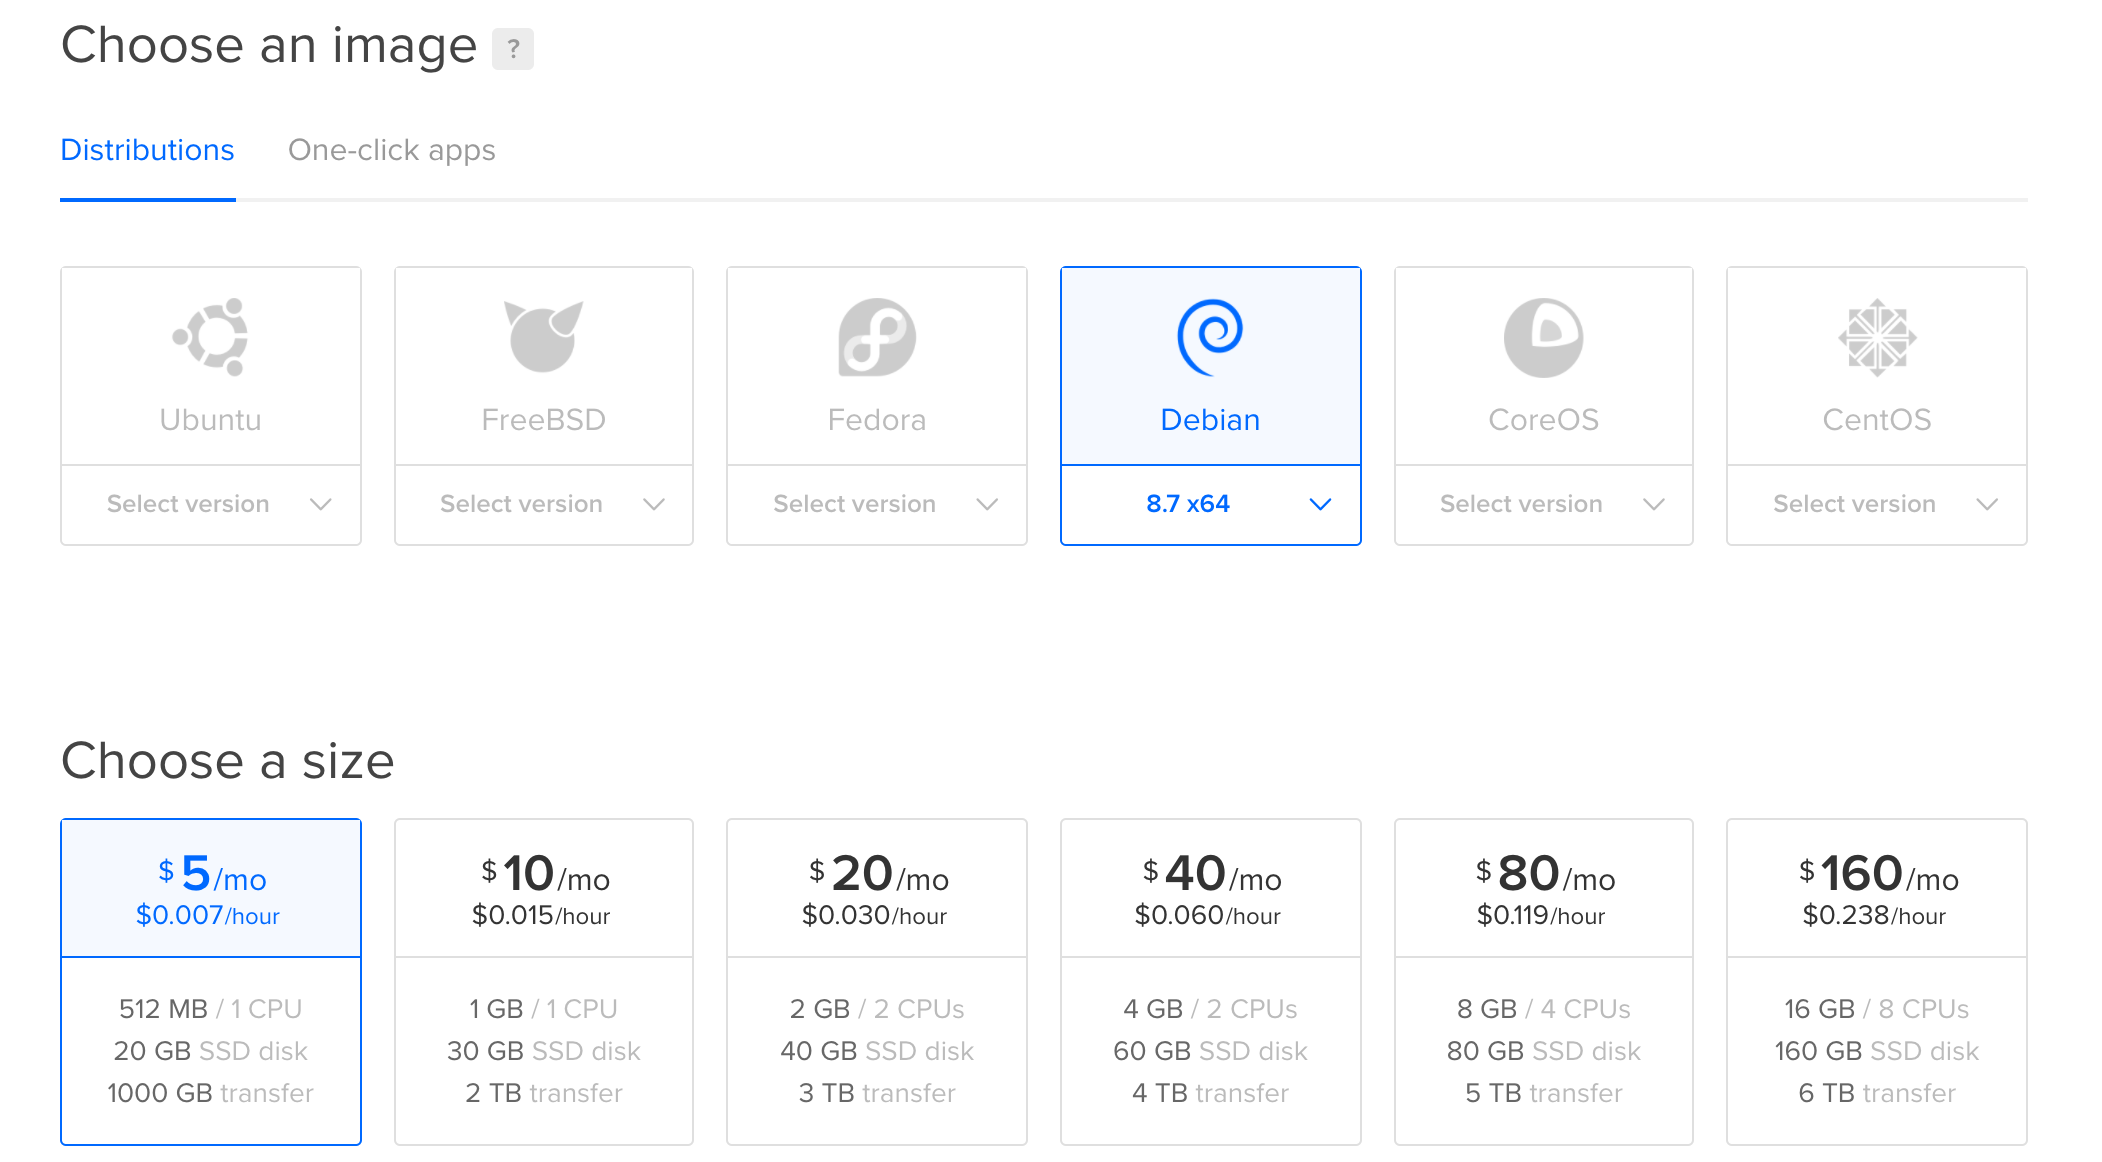 Choose an image ?
Distributions One-click apps
Ubuntu FreeBSD Fedora Debian CoreOS CentOS
Select version Select version Select version 8.7 x64 Select version Select version
Choose a size
$5/mo $10/mo $20/mo $40/mo $80/mo $160/mo
$0.007/hour $0.015/hour $0.030/hour $0.060/hour $0.119/hour $0.238/hour
512 MB / 1 CPU 1 GB / 1 CPU 2 GB / 2 CPUs 4 GB / 2 CPUs 8 GB / 4 CPUs 16 GB / 8 CPUs
20 GB SSD disk 30 GB SSD disk 40 GB SSD disk 60 GB SSD disk 80 GB SSD disk 160 GB SSD disk
1000 GB transfer 2 TB transfer 3 TB transfer 4 TB transfer 5 TB transfer 6 TB transfer